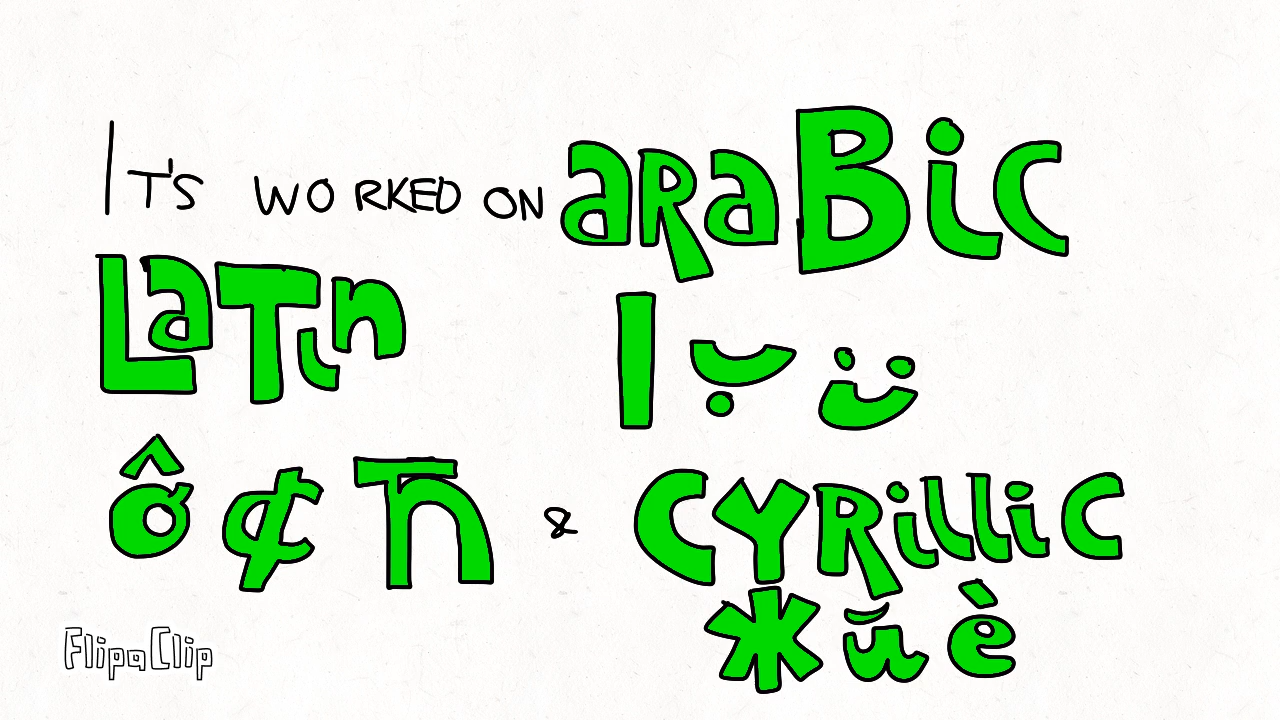 IT'S WORKED ON aRaBiC
LaTin
ا ب ت
ộ ₵ Ћ & CYRilliC
Ж й ѐ
FlipaClip